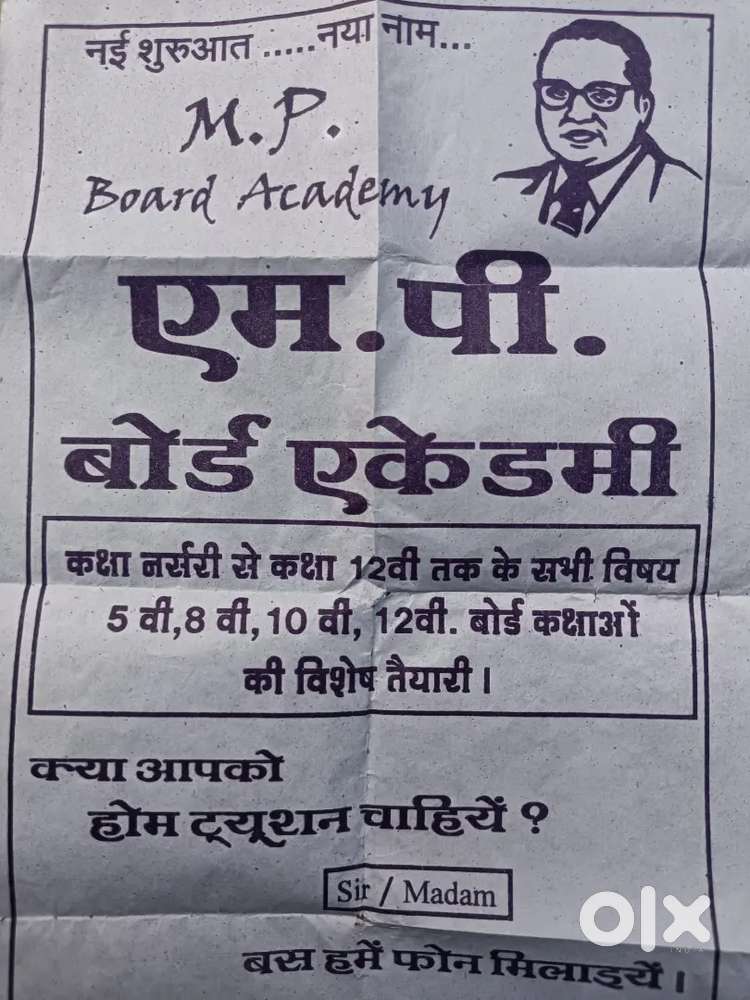 नई शुरुआत .....नया नाम...
M.P.
Board Academy
एम.पी.
बोर्ड एकेडमी
कक्षा नर्सरी से कक्षा 12वी तक के सभी विषय
5 वी,8 वी, 10 वी, 12वी. बोर्ड कक्षाओं
की विशेष तैयारी।
क्या आपको
होम ट्यूशन चाहियें ?
Sir / Madam
olx
INDIA
बस हमें फोन मिलाइयें।